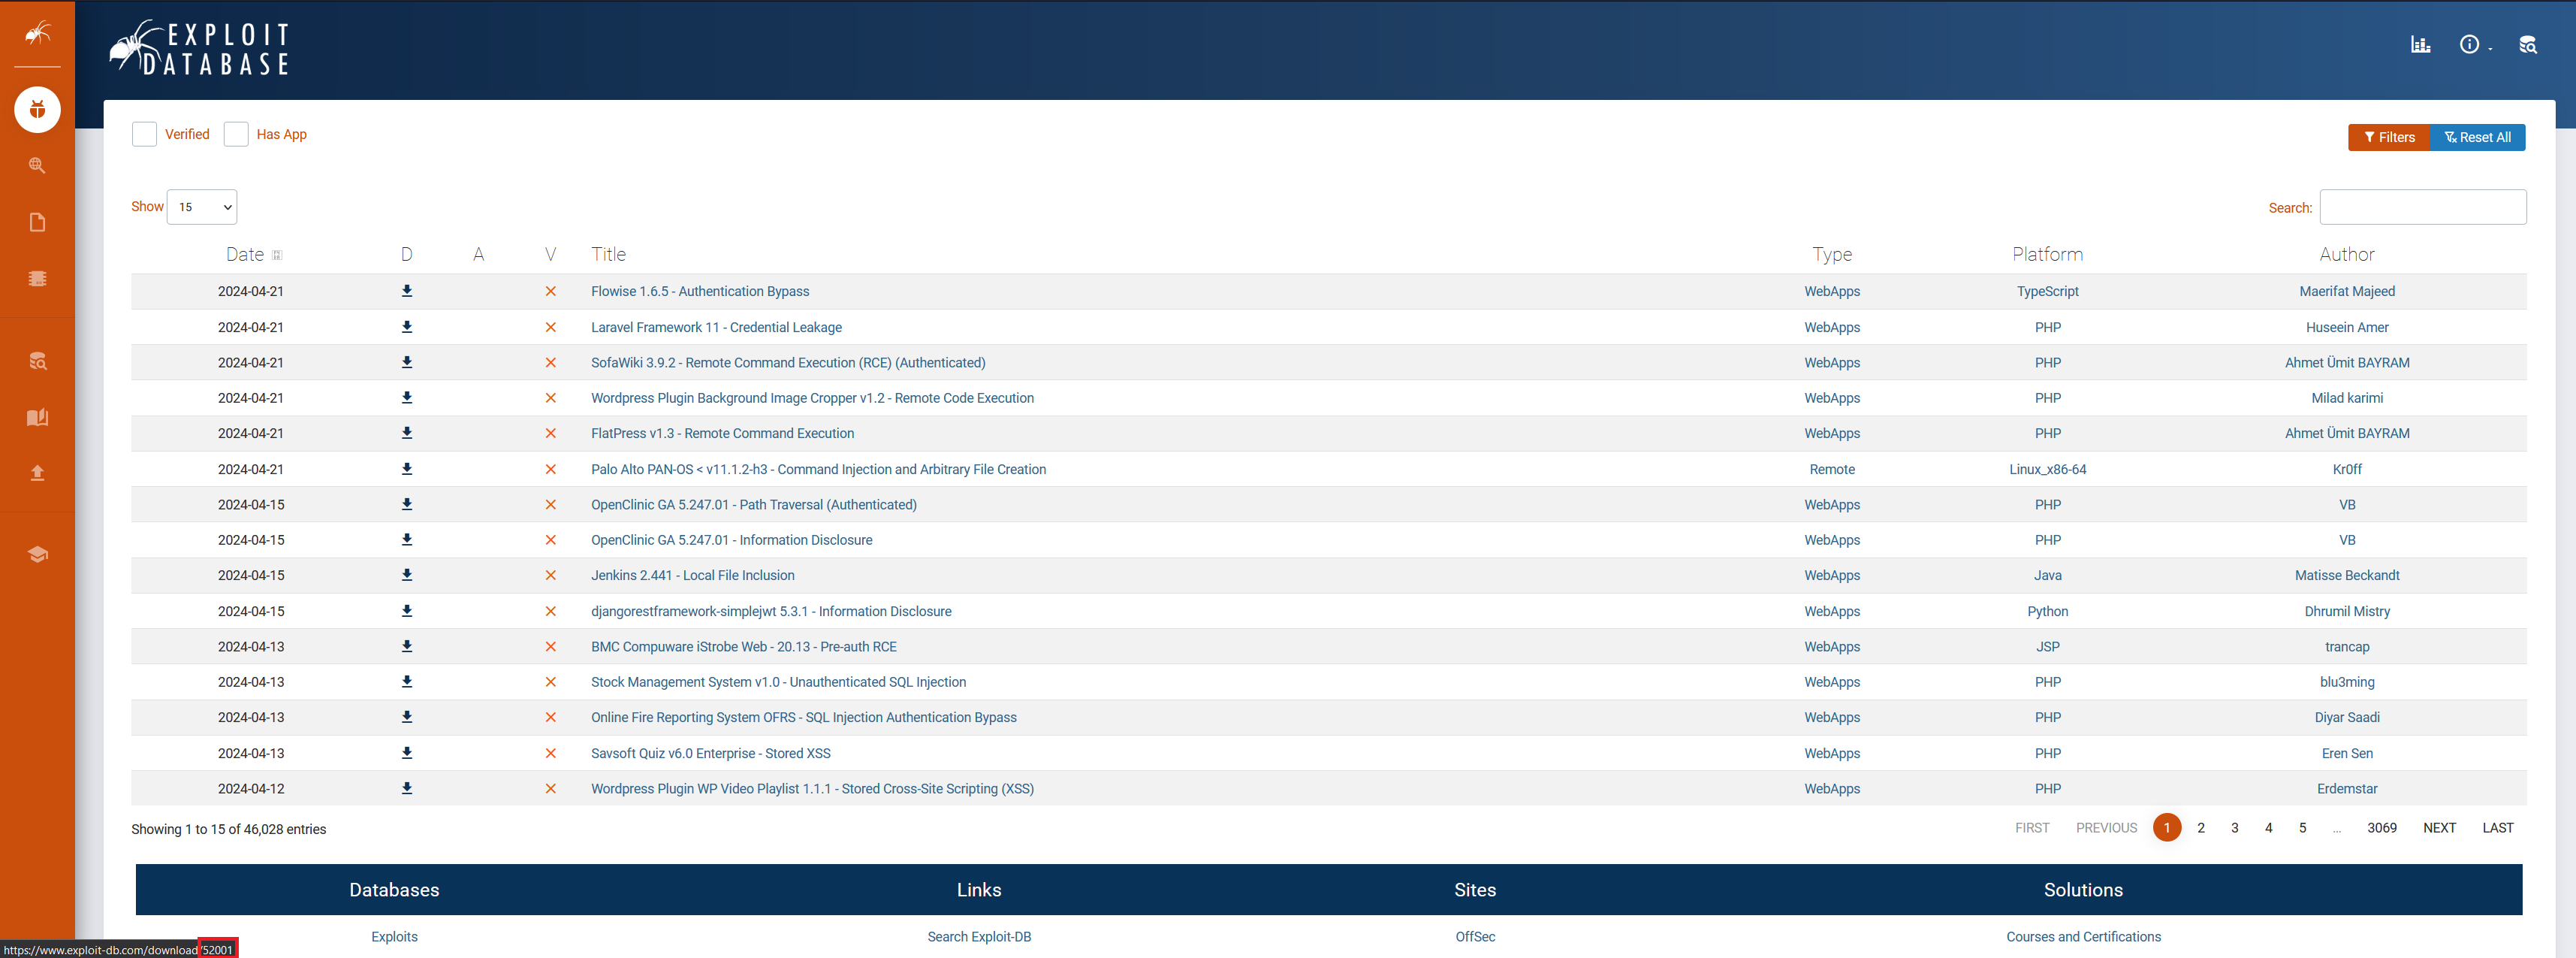 EXPLOIT
DATABASE
Verified Has App
Filters Reset All
Show 15
Search:
Date D A V Title Type Platform Author
2024-04-21 Flowise 1.6.5 - Authentication Bypass WebApps TypeScript Maerifat Majeed
2024-04-21 Laravel Framework 11 - Credential Leakage WebApps PHP Huseein Amer
2024-04-21 SofaWiki 3.9.2 - Remote Command Execution (RCE) (Authenticated) WebApps PHP Ahmet Ümit BAYRAM
2024-04-21 Wordpress Plugin Background Image Cropper v1.2 - Remote Code Execution WebApps PHP Milad karimi
2024-04-21 FlatPress v1.3 - Remote Command Execution WebApps PHP Ahmet Ümit BAYRAM
2024-04-21 Palo Alto PAN-OS < v11.1.2-h3 - Command Injection and Arbitrary File Creation Remote Linux_x86-64 Kr0ff
2024-04-15 OpenClinic GA 5.247.01 - Path Traversal (Authenticated) WebApps PHP VB
2024-04-15 OpenClinic GA 5.247.01 - Information Disclosure WebApps PHP VB
2024-04-15 Jenkins 2.441 - Local File Inclusion WebApps Java Matisse Beckandt
2024-04-15 djangorestframework-simplejwt 5.3.1 - Information Disclosure WebApps Python Dhrumil Mistry
2024-04-13 BMC Compuware iStrobe Web - 20.13 - Pre-auth RCE WebApps JSP trancap
2024-04-13 Stock Management System v1.0 - Unauthenticated SQL Injection WebApps PHP blu3ming
2024-04-13 Online Fire Reporting System OFRS - SQL Injection Authentication Bypass WebApps PHP Diyar Saadi
2024-04-13 Savsoft Quiz v6.0 Enterprise - Stored XSS WebApps PHP Eren Sen
2024-04-12 Wordpress Plugin WP Video Playlist 1.1.1 - Stored Cross-Site Scripting (XSS) WebApps PHP Erdemstar
Showing 1 to 15 of 46,028 entries
FIRST PREVIOUS 1 2 3 4 5 … 3069 NEXT LAST
Databases Links Sites Solutions
Exploits Search Exploit-DB OffSec Courses and Certifications
https://www.exploit-db.com/download/52001